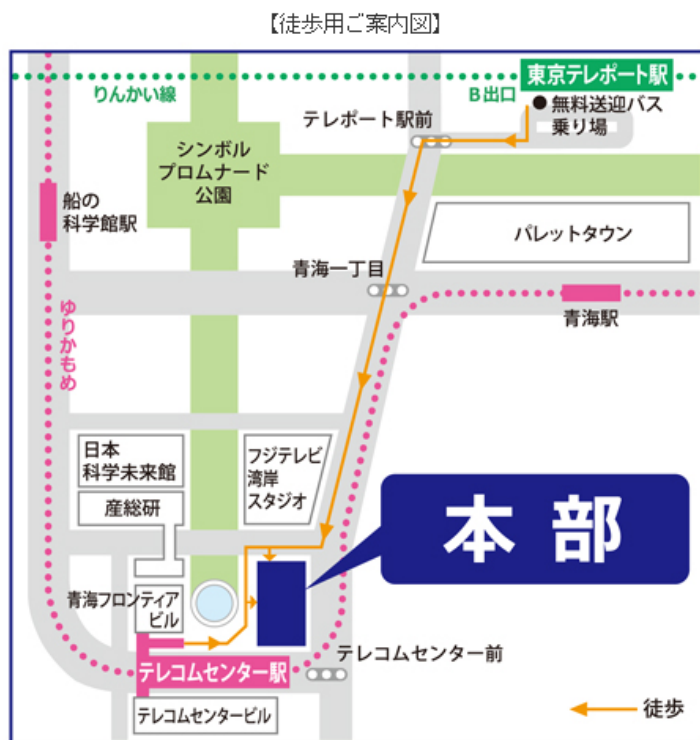 【徒歩用ご案内図】
東京テレポート駅
りんかい線
B出口
無料送迎バス
乗り場
テレポート駅前
シンボル
プロムナード
公園
船の
科学館駅
パレットタウン
青海一丁目
青海駅
ゆりかもめ
日本
科学未来館
フジテレビ
湾岸
スタジオ
産総研
本部
青海フロンティア
ビル
テレコムセンター前
テレコムセンター駅
テレコムセンタービル
徒歩